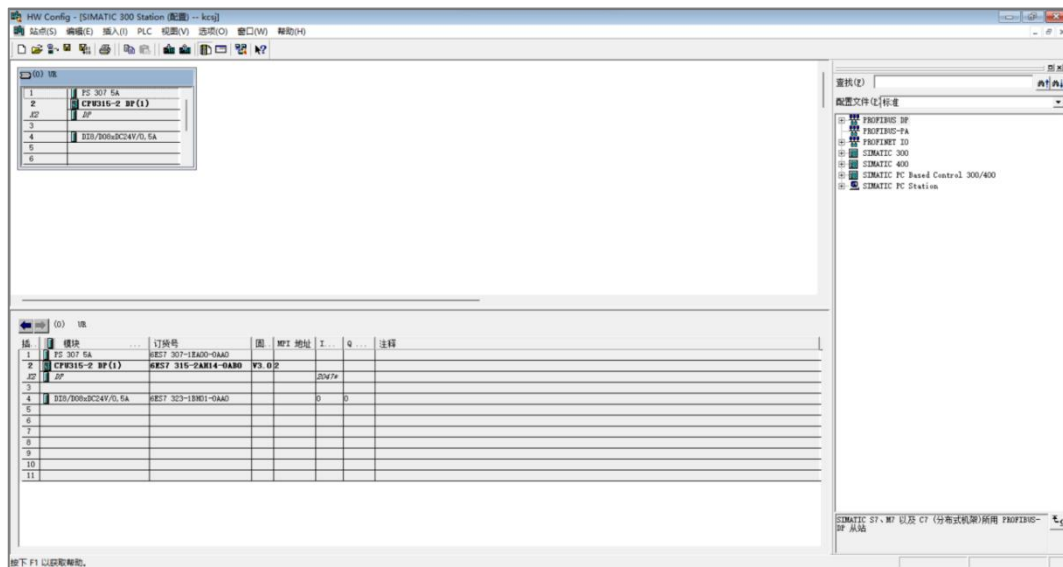 HW Config - [SIMATIC 300 Station (配置) -- kcsj]
站点(S) 编辑(E) 插入(I) PLC 视图(V) 选项(O) 窗口(W) 帮助(H)
(0) UR
1 PS 307 5A
2 CPU315-2 DP(1)
X2 DP
3
4 DI8/DO8xDC24V/0.5A
5
6
查找(F)
配置文件(P) 标准
PROFIBUS DP
PROFIBUS-PA
PROFINET IO
SIMATIC 300
SIMATIC 400
SIMATIC PC Based Control 300/400
SIMATIC PC Station
(0) UR
插.. 模块 ... 订货号 固.. MPI 地址 I... Q ... 注释
1 PS 307 5A 6ES7 307-1EA00-0AA0
2 CPU315-2 DP(1) 6ES7 315-2AH14-0AB0 V3.0 2
X2 DP 2047*
3
4 DI8/DO8xDC24V/0.5A 6ES7 323-1BH01-0AA0 0 0
5
6
7
8
9
10
11
SIMATIC S7、M7 以及 C7 (分布式机架)所用 PROFIBUS-
DP 从站
按下 F1 以获取帮助。